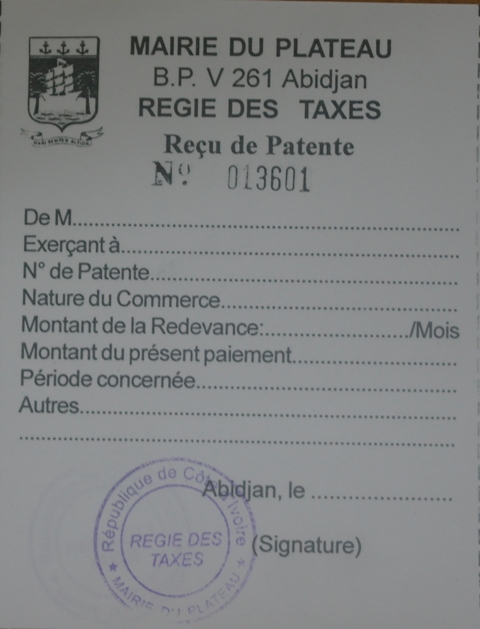 MAIRIE DU PLATEAU
B.P. V 261 Abidjan
REGIE DES TAXES
Reçu de Patente
Nº 013601
De M............................................................
Exerçant à....................................................
N° de Patente................................................
Nature du Commerce....................................
Montant de la Redevance:......................../Mois
Montant du présent paiement..........................
Période concernée..........................................
Autres............................................................
........................................................................
Abidjan, le ........................
(Signature)
République de Côte d'Ivoire
REGIE DES
TAXES
★ MAIRIE DU PLATEAU ★